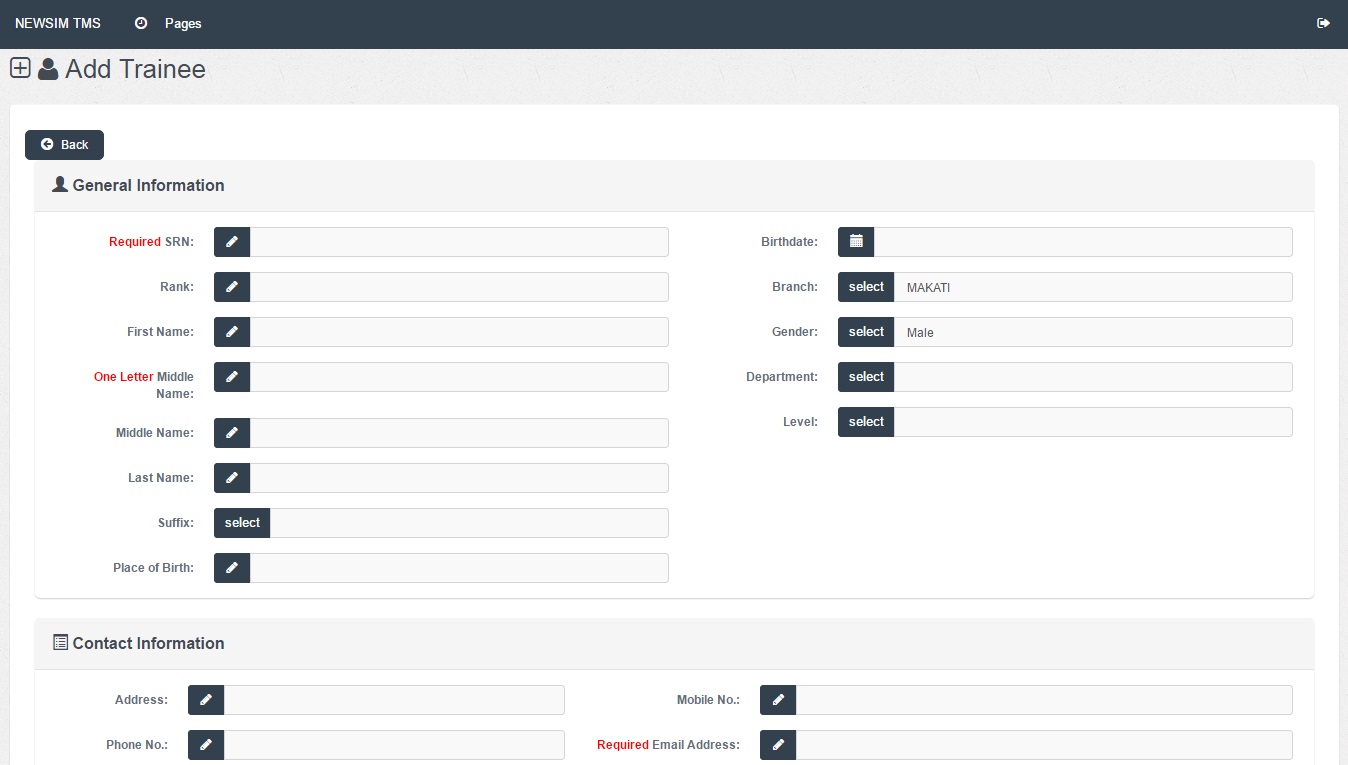 NEWSIM TMS Pages
Add Trainee
Back
General Information
Required SRN:
Rank:
First Name:
One Letter Middle
Name:
Middle Name:
Last Name:
Suffix: select
Place of Birth:
Birthdate:
Branch: select MAKATI
Gender: select Male
Department: select
Level: select
Contact Information
Address:
Phone No.:
Mobile No.:
Required Email Address: